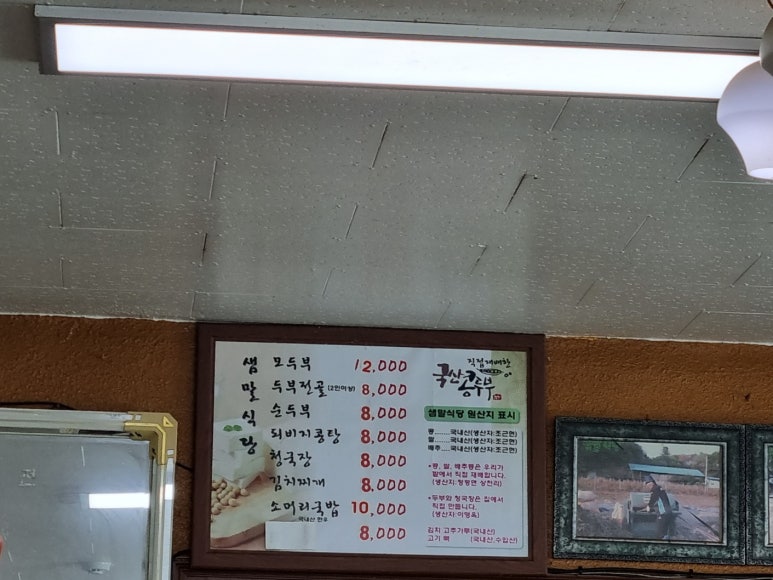 샘말식당
모두부 12,000
두부전골 (2인이상) 8,000
순두부 8,000
되비지콩탕 8,000
청국장 8,000
김치찌개 8,000
소머리국밥 10,000
국내산 한우
8,000
직접재배한
국산콩두부
샘말식당 원산지 표시
콩......국내산(생산자:조근현)
쌀......국내산(생산자:조근현)
배추....국내산(생산자:조근현)
*콩, 쌀, 배추등은 우리가
밭에서 직접 재배합니다.
*두부와 청국장은 집에서
직접 만듭니다.
김치 고추가루(국내산)
고기 뼈 (국내산,수입산)